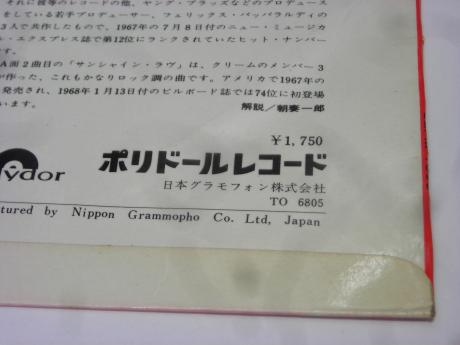 それに彼等のレコードの他、ヤング・ブラッズなどのプロデュース
をしている若手プロデューサー、フェリックス・パッパラルディの
3人で共作したもので、1967年の7月8日付のニュー・ミュージカ
ル・エクスプレス誌で第12位にランクされていたヒット・ナンバー
です。
A面2曲目の「サンシャイン・ラヴ」は、クリームのメンバー3
が作った、これもかなりロック調の曲です。アメリカで1967年の
発売され、1968年1月13日付のビルボード誌では74位に初登場
います。
解説/朝妻一郎
¥1,750
ydor
ポリドールレコード
日本グラモフォン株式会社
TO 6805
tured by Nippon Grammopho Co. Ltd, Japan